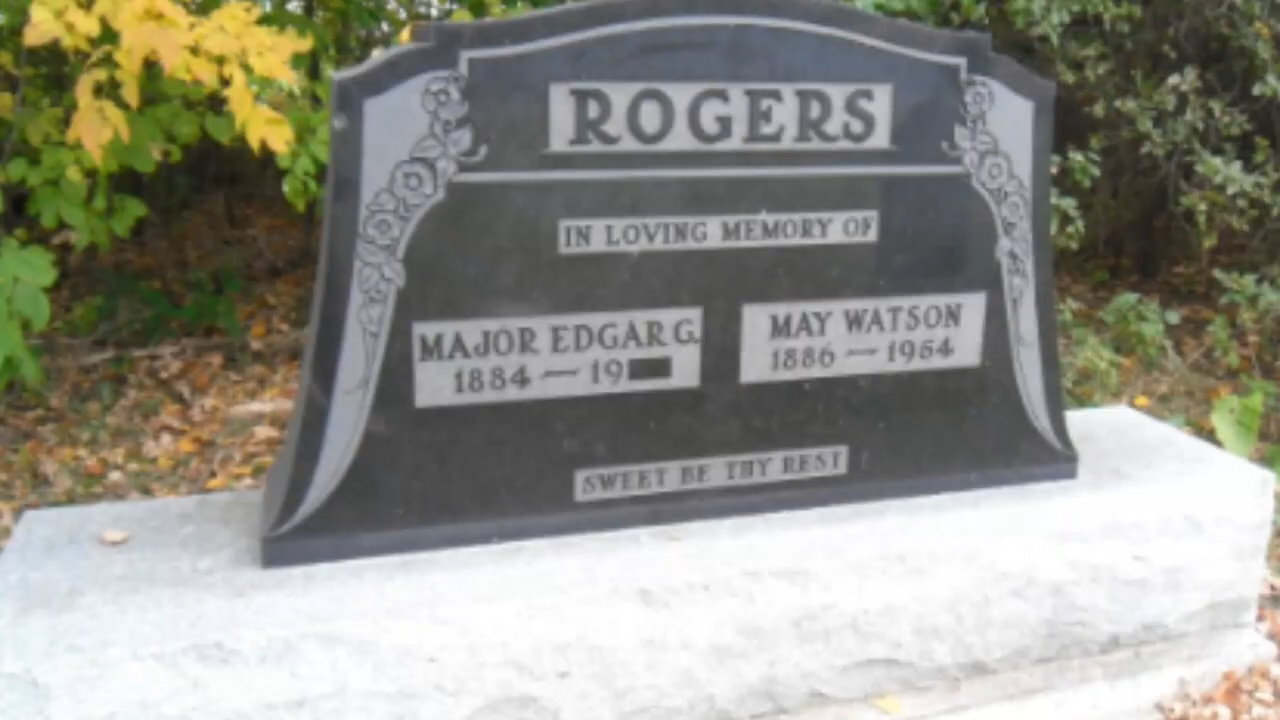 ROGERS
IN LOVING MEMORY OF
MAJOR EDGAR G.
1884 — 19
MAY WATSON
1886 — 1964
SWEET BE THY REST